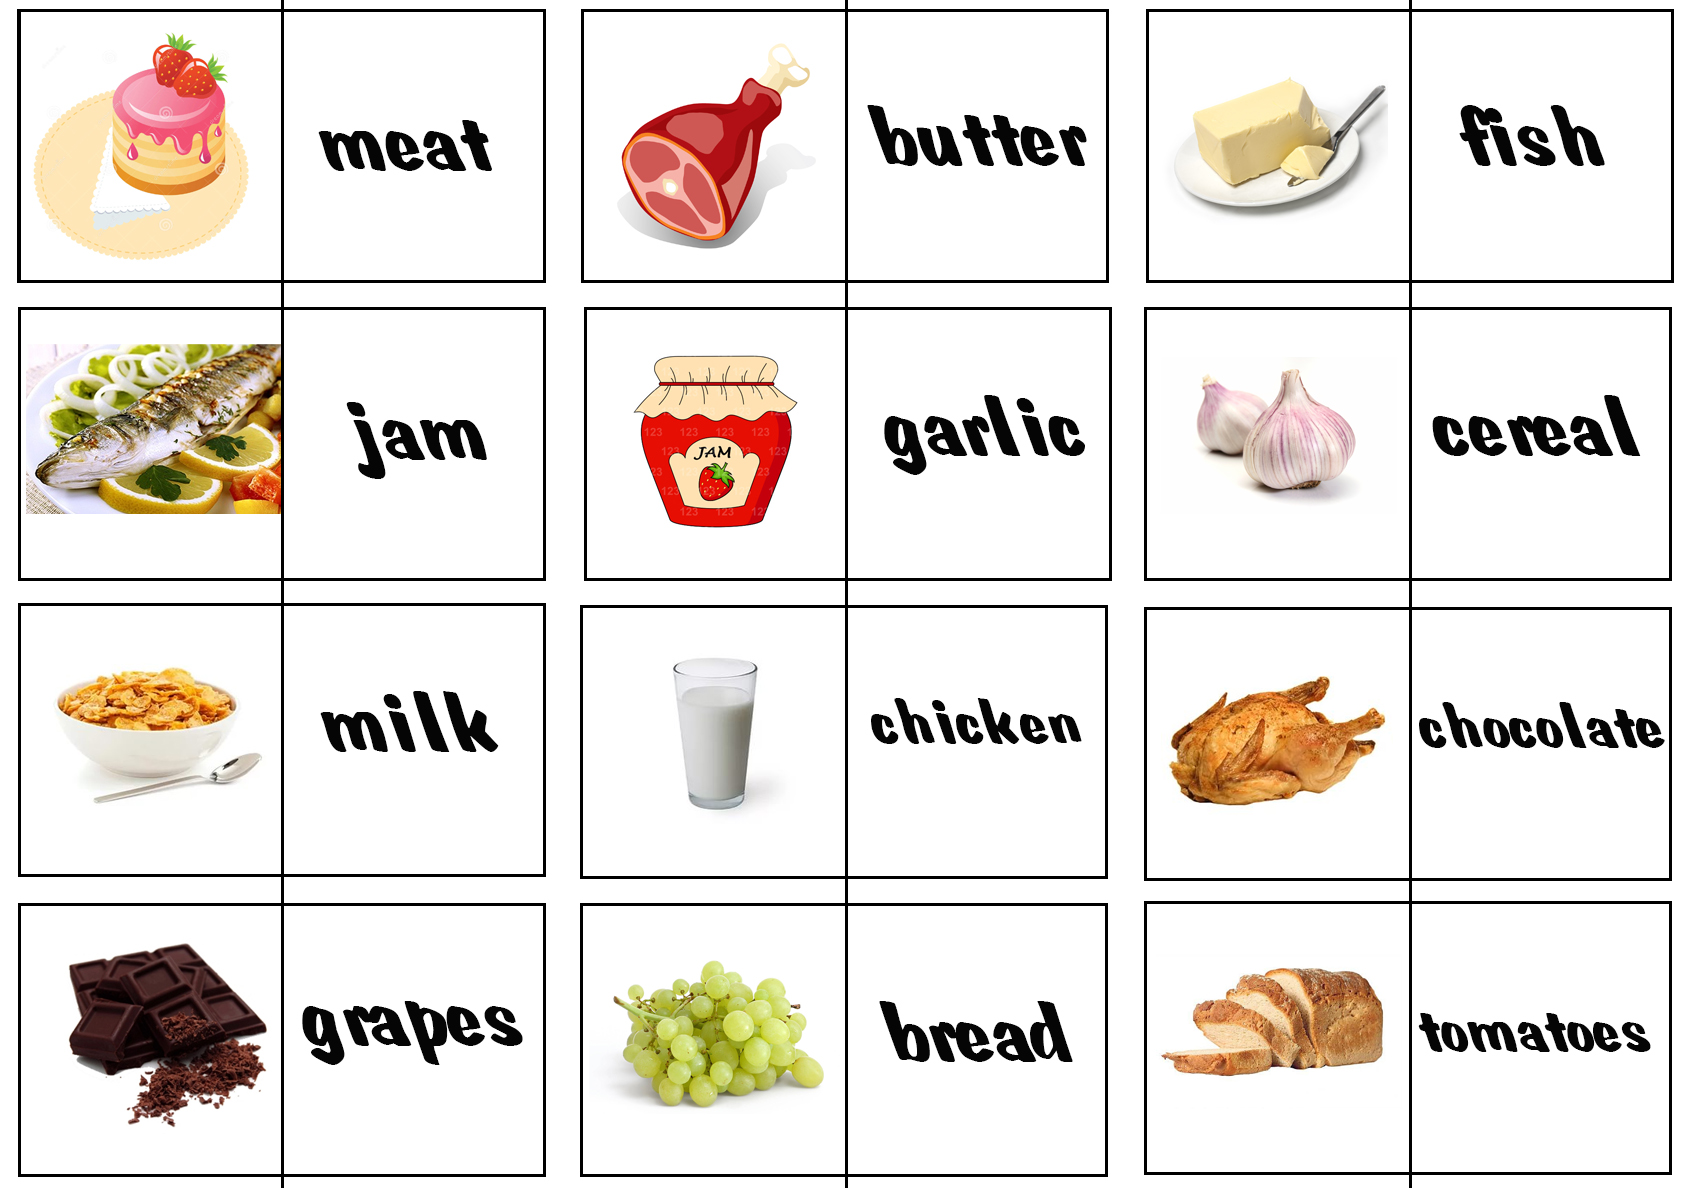 meat
butter
fish
jam
JAM
garlic
cereal
milk
chicken
chocolate
grapes
bread
tomatoes